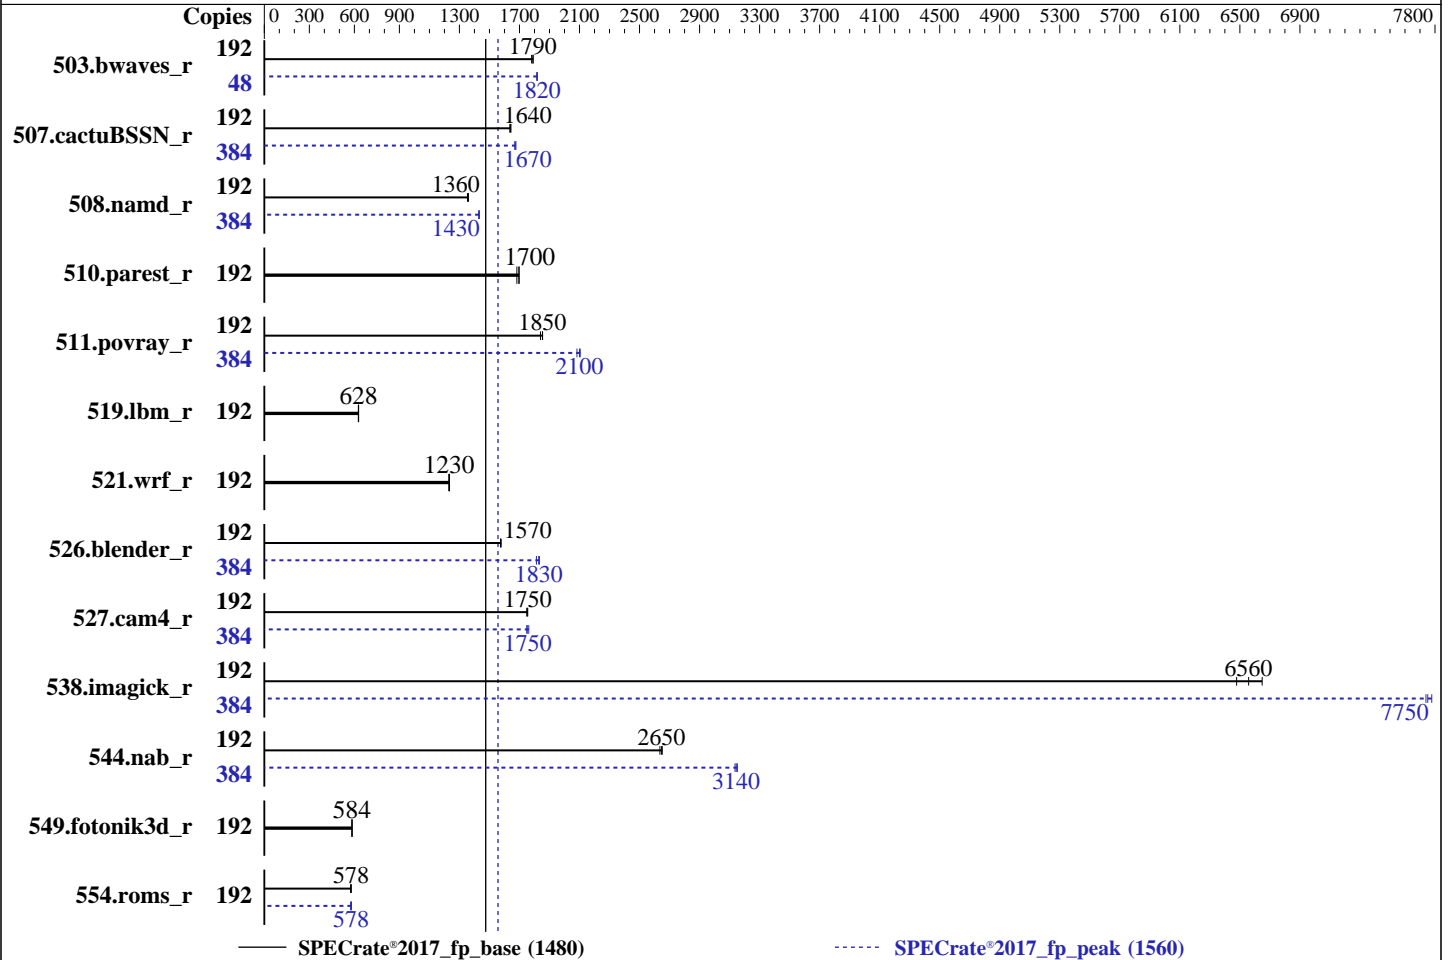 Copies 0 300 600 900 1300 1700 2100 2500 2900 3300 3700 4100 4500 4900 5300 5700 6100 6500 6900 7800
503.bwaves_r 192 1790
48 1820
507.cactuBSSN_r 192 1640
384 1670
508.namd_r 192 1360
384 1430
510.parest_r 192 1700
511.povray_r 192 1850
384 2100
519.lbm_r 192 628
521.wrf_r 192 1230
526.blender_r 192 1570
384 1830
527.cam4_r 192 1750
384 1750
538.imagick_r 192 6560
384 7750
544.nab_r 192 2650
384 3140
549.fotonik3d_r 192 584
554.roms_r 192 578
578
SPECrate®2017_fp_base (1480) SPECrate®2017_fp_peak (1560)